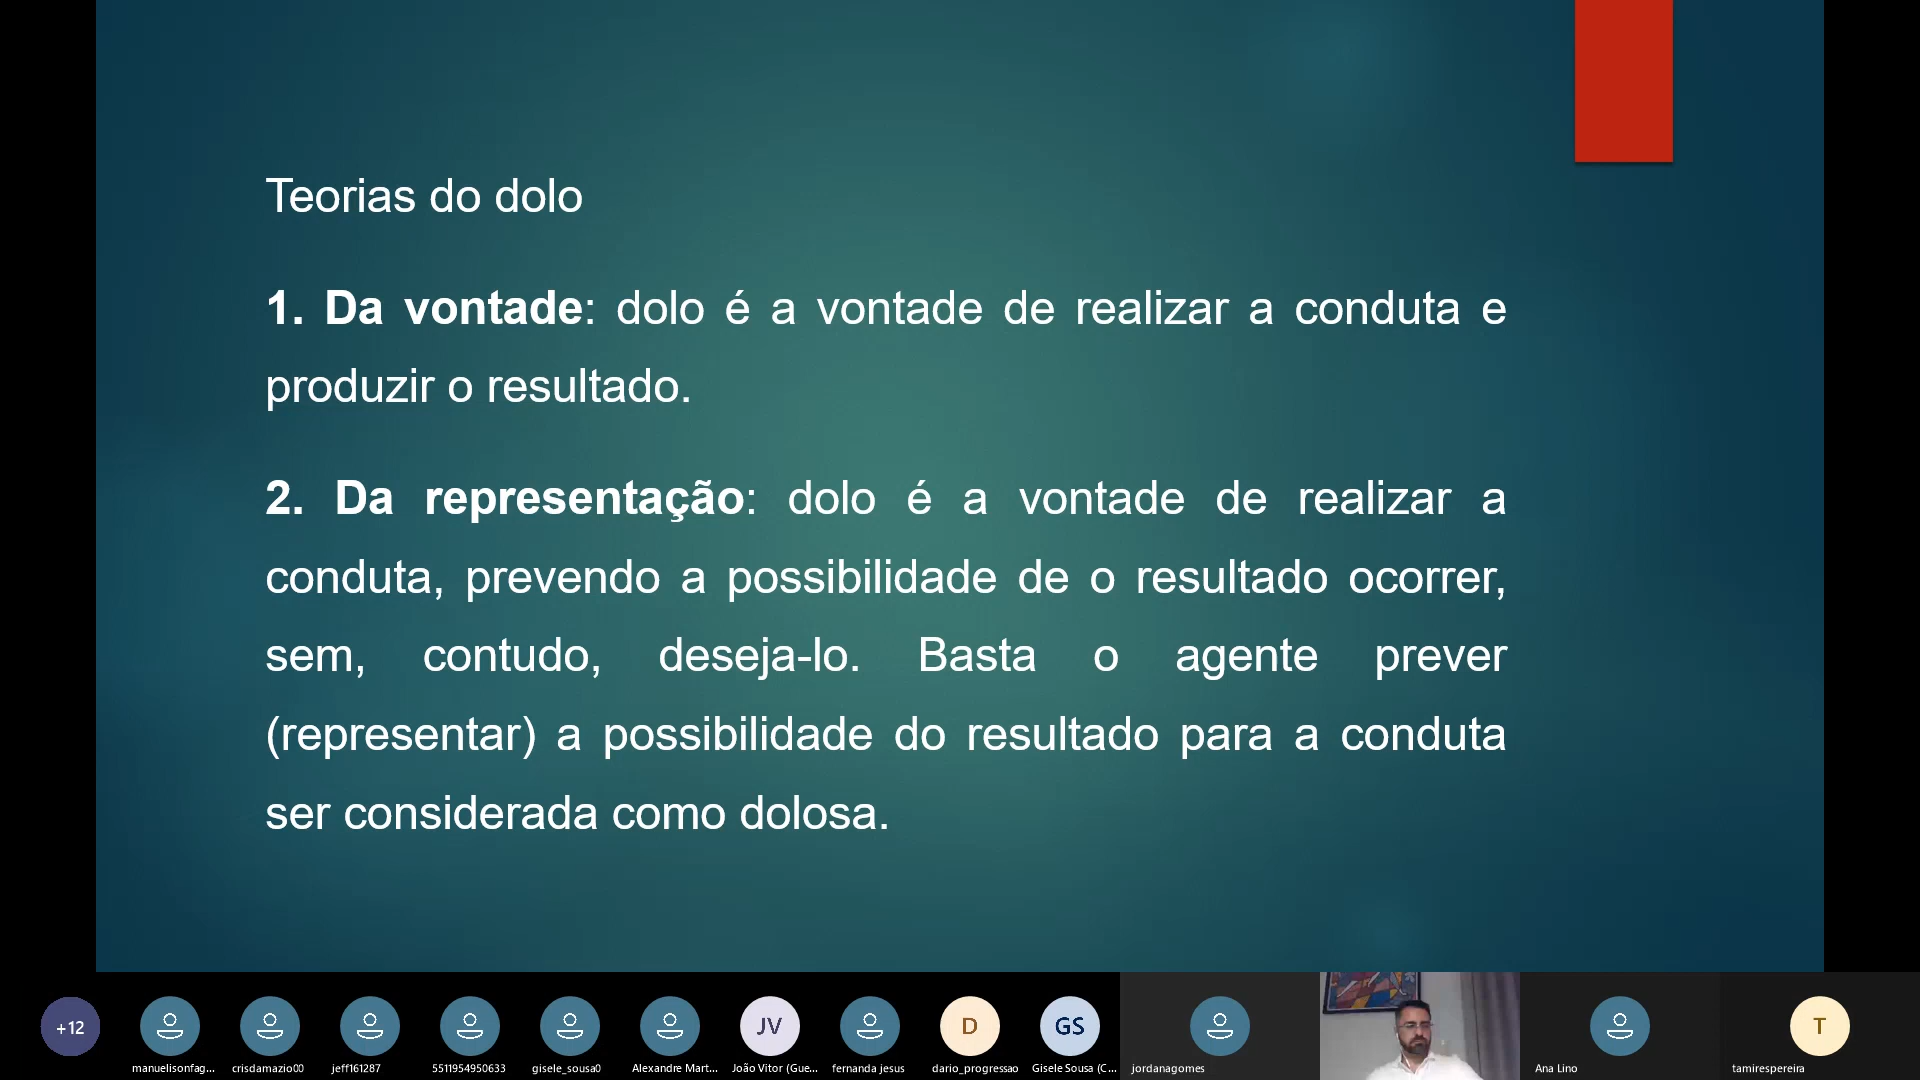 Teorias do dolo
1. Da vontade: dolo é a vontade de realizar a conduta e
produzir o resultado.
2. Da representação: dolo é a vontade de realizar a
conduta, prevendo a possibilidade de o resultado ocorrer,
sem, contudo, deseja-lo. Basta o agente prever
(representar) a possibilidade do resultado para a conduta
ser considerada como dolosa.
+12
JV
D
GS
T
manuelisonfag...
crisdamazio00
jeff161287
5511954950633
gisele_sousa0
Alexandre Mart...
João Vitor (Gue...
fernanda jesus
dario_progressao
Gisele Sousa (C...
jordanagomes
Ana Lino
tamirespereira